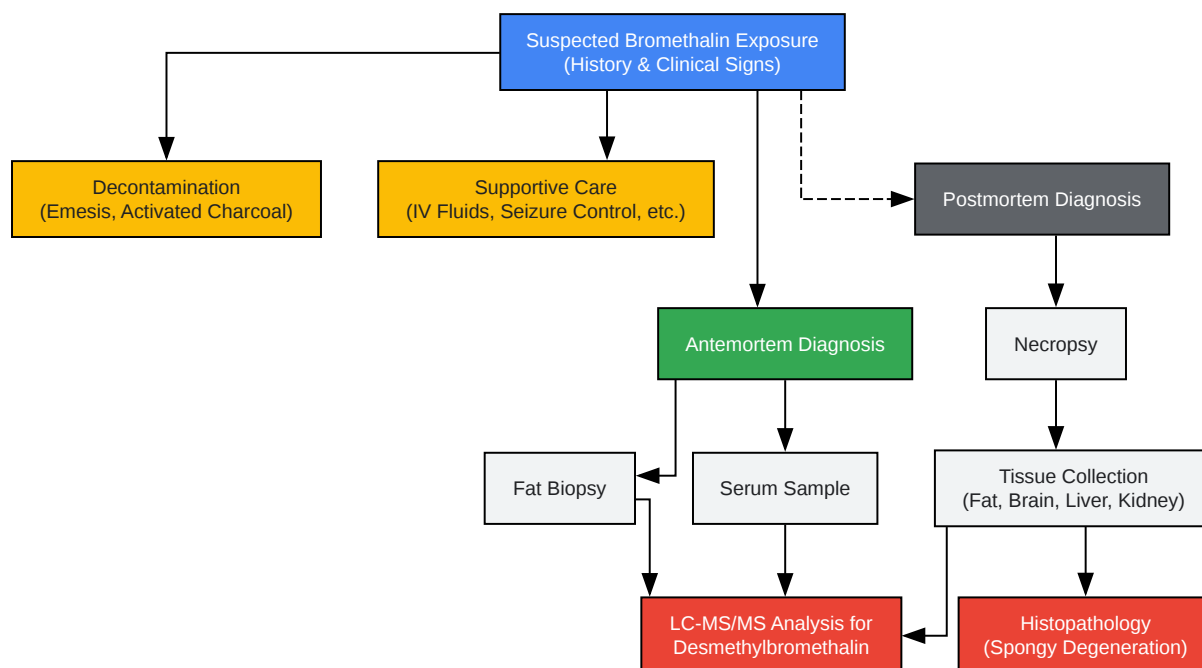 Suspected Bromethalin Exposure
(History & Clinical Signs)
Decontamination
(Emesis, Activated Charcoal)
Supportive Care
(IV Fluids, Seizure Control, etc.)
Postmortem Diagnosis
Antemortem Diagnosis
Necropsy
Fat Biopsy
Serum Sample
Tissue Collection
(Fat, Brain, Liver, Kidney)
LC-MS/MS Analysis for
Desmethylbromethalin
Histopathology
(Spongy Degeneration)